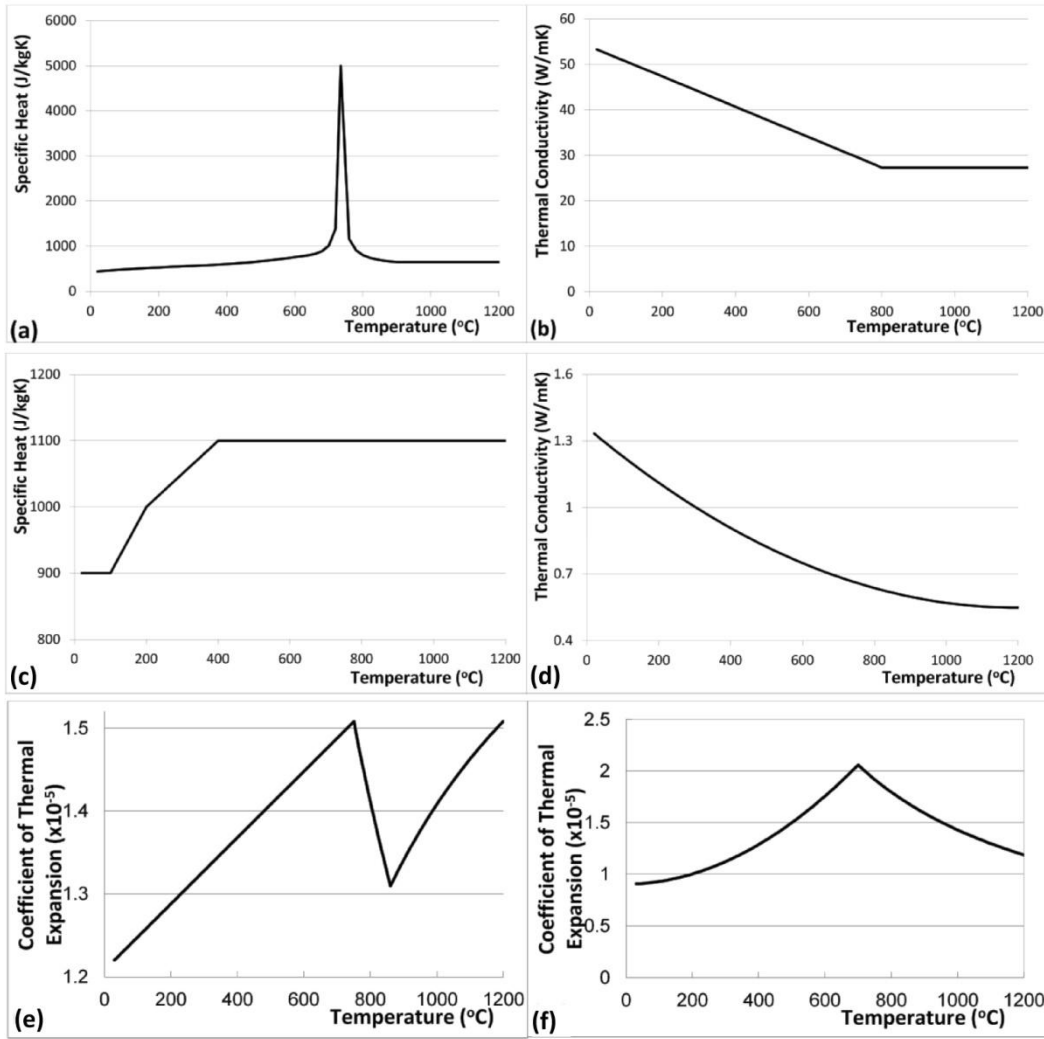 Specific Heat (J/kgK)
6000
5000
4000
3000
2000
1000
0
0 200 400 600 800 1000 1200
Temperature (°C)
(a)
Thermal Conductivity (W/mK)
60
50
40
30
20
10
0
0 200 400 600 800 1000 1200
Temperature (°C)
(b)
Specific Heat (J/kgK)
1200
1100
1000
900
800
0 200 400 600 800 1000 1200
Temperature (°C)
(c)
Thermal Conductivity (W/mK)
1.6
1.3
1
0.7
0.4
0 200 400 600 800 1000 1200
Temperature (°C)
(d)
Coefficient of Thermal
Expansion (x10⁻⁵)
1.5
1.4
1.3
1.2
0 200 400 600 800 1000 1200
Temperature (°C)
(e)
Coefficient of Thermal
Expansion (x10⁻⁵)
2.5
2
1.5
1
0.5
0
0 200 400 600 800 1000 1200
Temperature (°C)
(f)